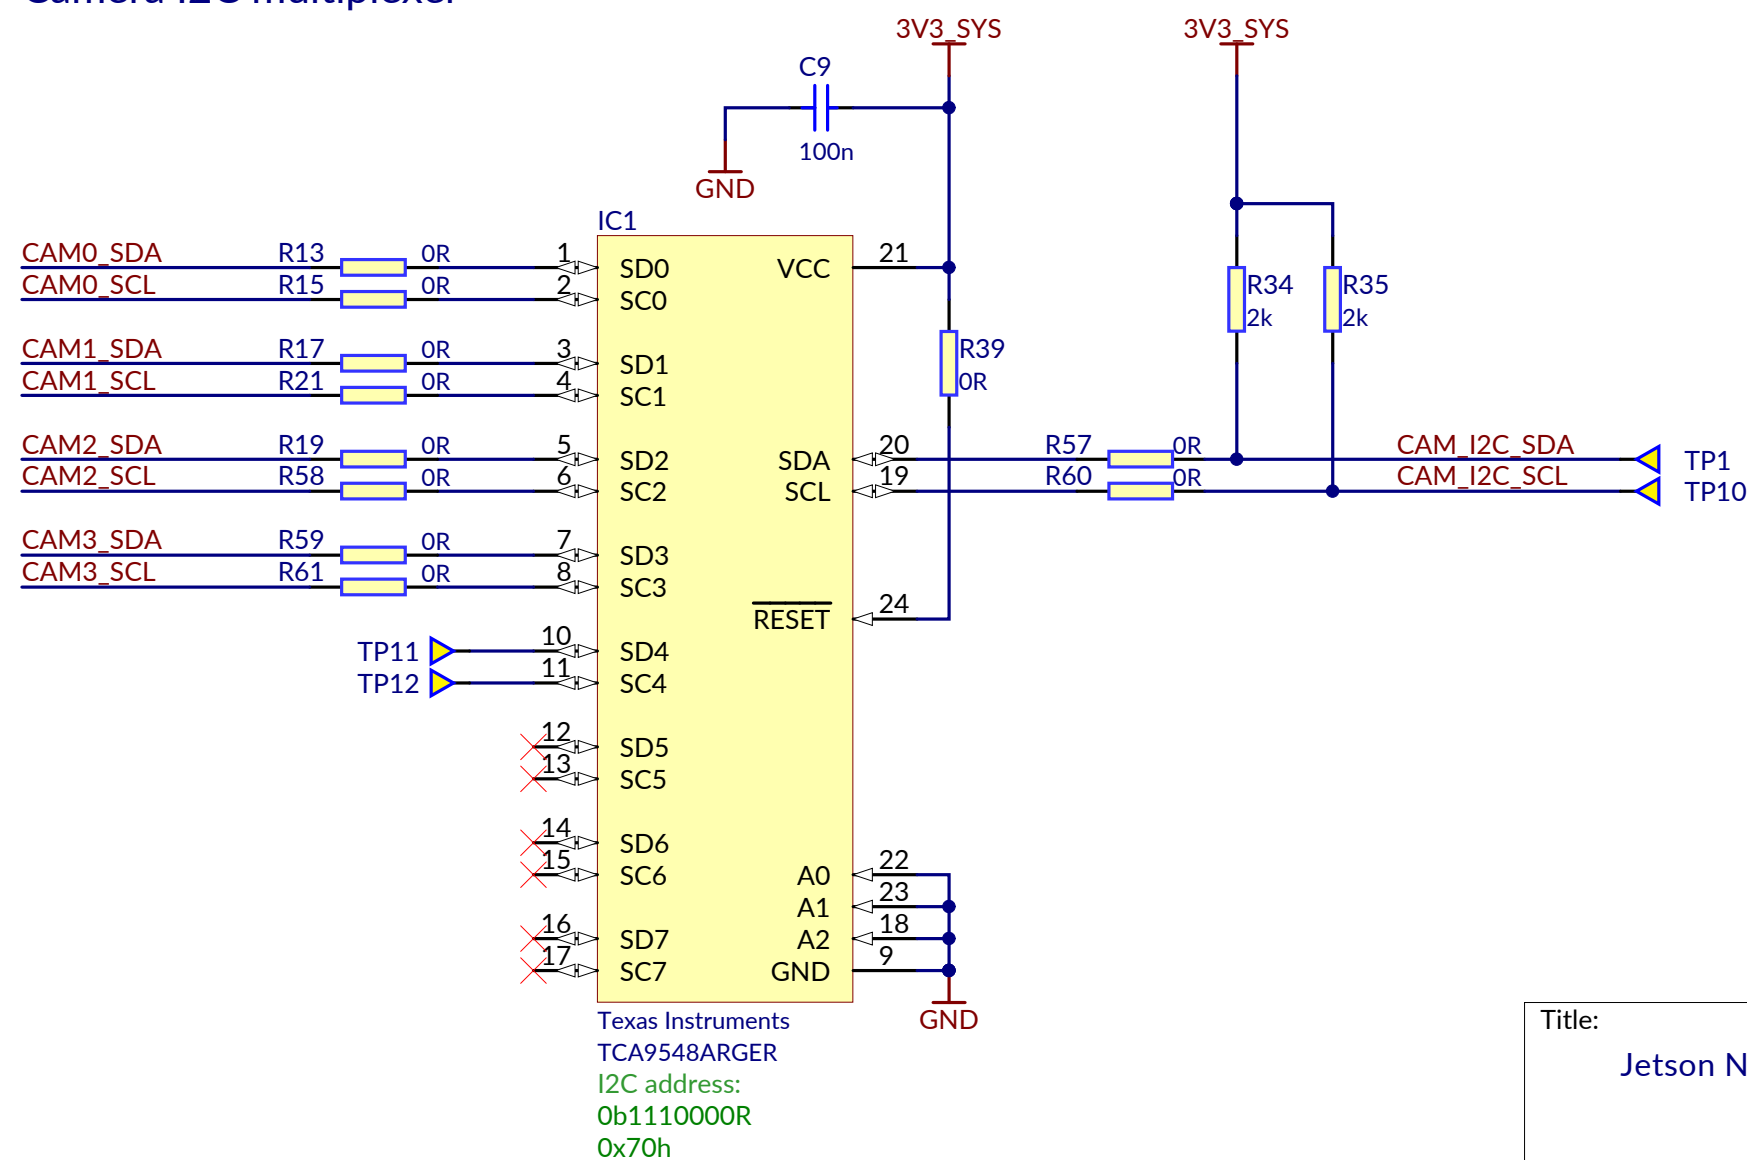 Camera I2C multiplexer
3V3_SYS
3V3_SYS
C9
100n
GND
IC1
CAM0_SDA R13 0R 1 SD0
CAM0_SCL R15 0R 2 SC0
CAM1_SDA R17 0R 3 SD1
CAM1_SCL R21 0R 4 SC1
CAM2_SDA R19 0R 5 SD2
CAM2_SCL R58 0R 6 SC2
CAM3_SDA R59 0R 7 SD3
CAM3_SCL R61 0R 8 SC3
TP11 10 SD4
TP12 11 SC4
12 SD5
13 SC5
14 SD6
15 SC6
16 SD7
17 SC7
VCC 21
R39
0R
R34
2k
R35
2k
SDA 20 R57 0R CAM_I2C_SDA TP1
SCL 19 R60 0R CAM_I2C_SCL TP10
RESET 24
A0 22
A1 23
A2 18
GND 9
GND
Texas Instruments
TCA9548ARGER
I2C address:
0b1110000R
0x70h
Title:
Jetson N